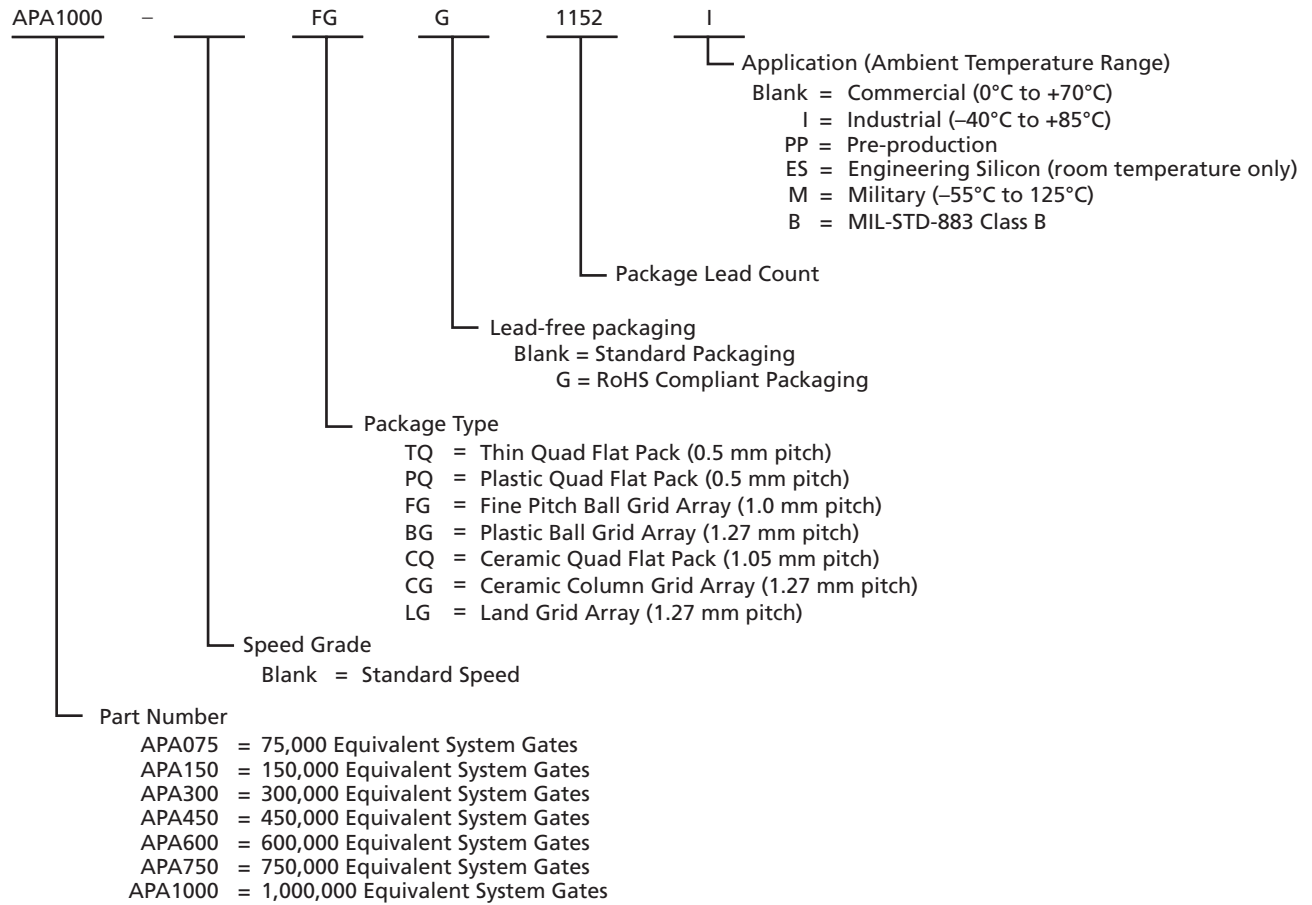 APA1000 – FG G 1152 I
Application (Ambient Temperature Range)
Blank = Commercial (0°C to +70°C)
I = Industrial (–40°C to +85°C)
PP = Pre-production
ES = Engineering Silicon (room temperature only)
M = Military (–55°C to 125°C)
B = MIL-STD-883 Class B
Package Lead Count
Lead-free packaging
Blank = Standard Packaging
G = RoHS Compliant Packaging
Package Type
TQ = Thin Quad Flat Pack (0.5 mm pitch)
PQ = Plastic Quad Flat Pack (0.5 mm pitch)
FG = Fine Pitch Ball Grid Array (1.0 mm pitch)
BG = Plastic Ball Grid Array (1.27 mm pitch)
CQ = Ceramic Quad Flat Pack (1.05 mm pitch)
CG = Ceramic Column Grid Array (1.27 mm pitch)
LG = Land Grid Array (1.27 mm pitch)
Speed Grade
Blank = Standard Speed
Part Number
APA075 = 75,000 Equivalent System Gates
APA150 = 150,000 Equivalent System Gates
APA300 = 300,000 Equivalent System Gates
APA450 = 450,000 Equivalent System Gates
APA600 = 600,000 Equivalent System Gates
APA750 = 750,000 Equivalent System Gates
APA1000 = 1,000,000 Equivalent System Gates